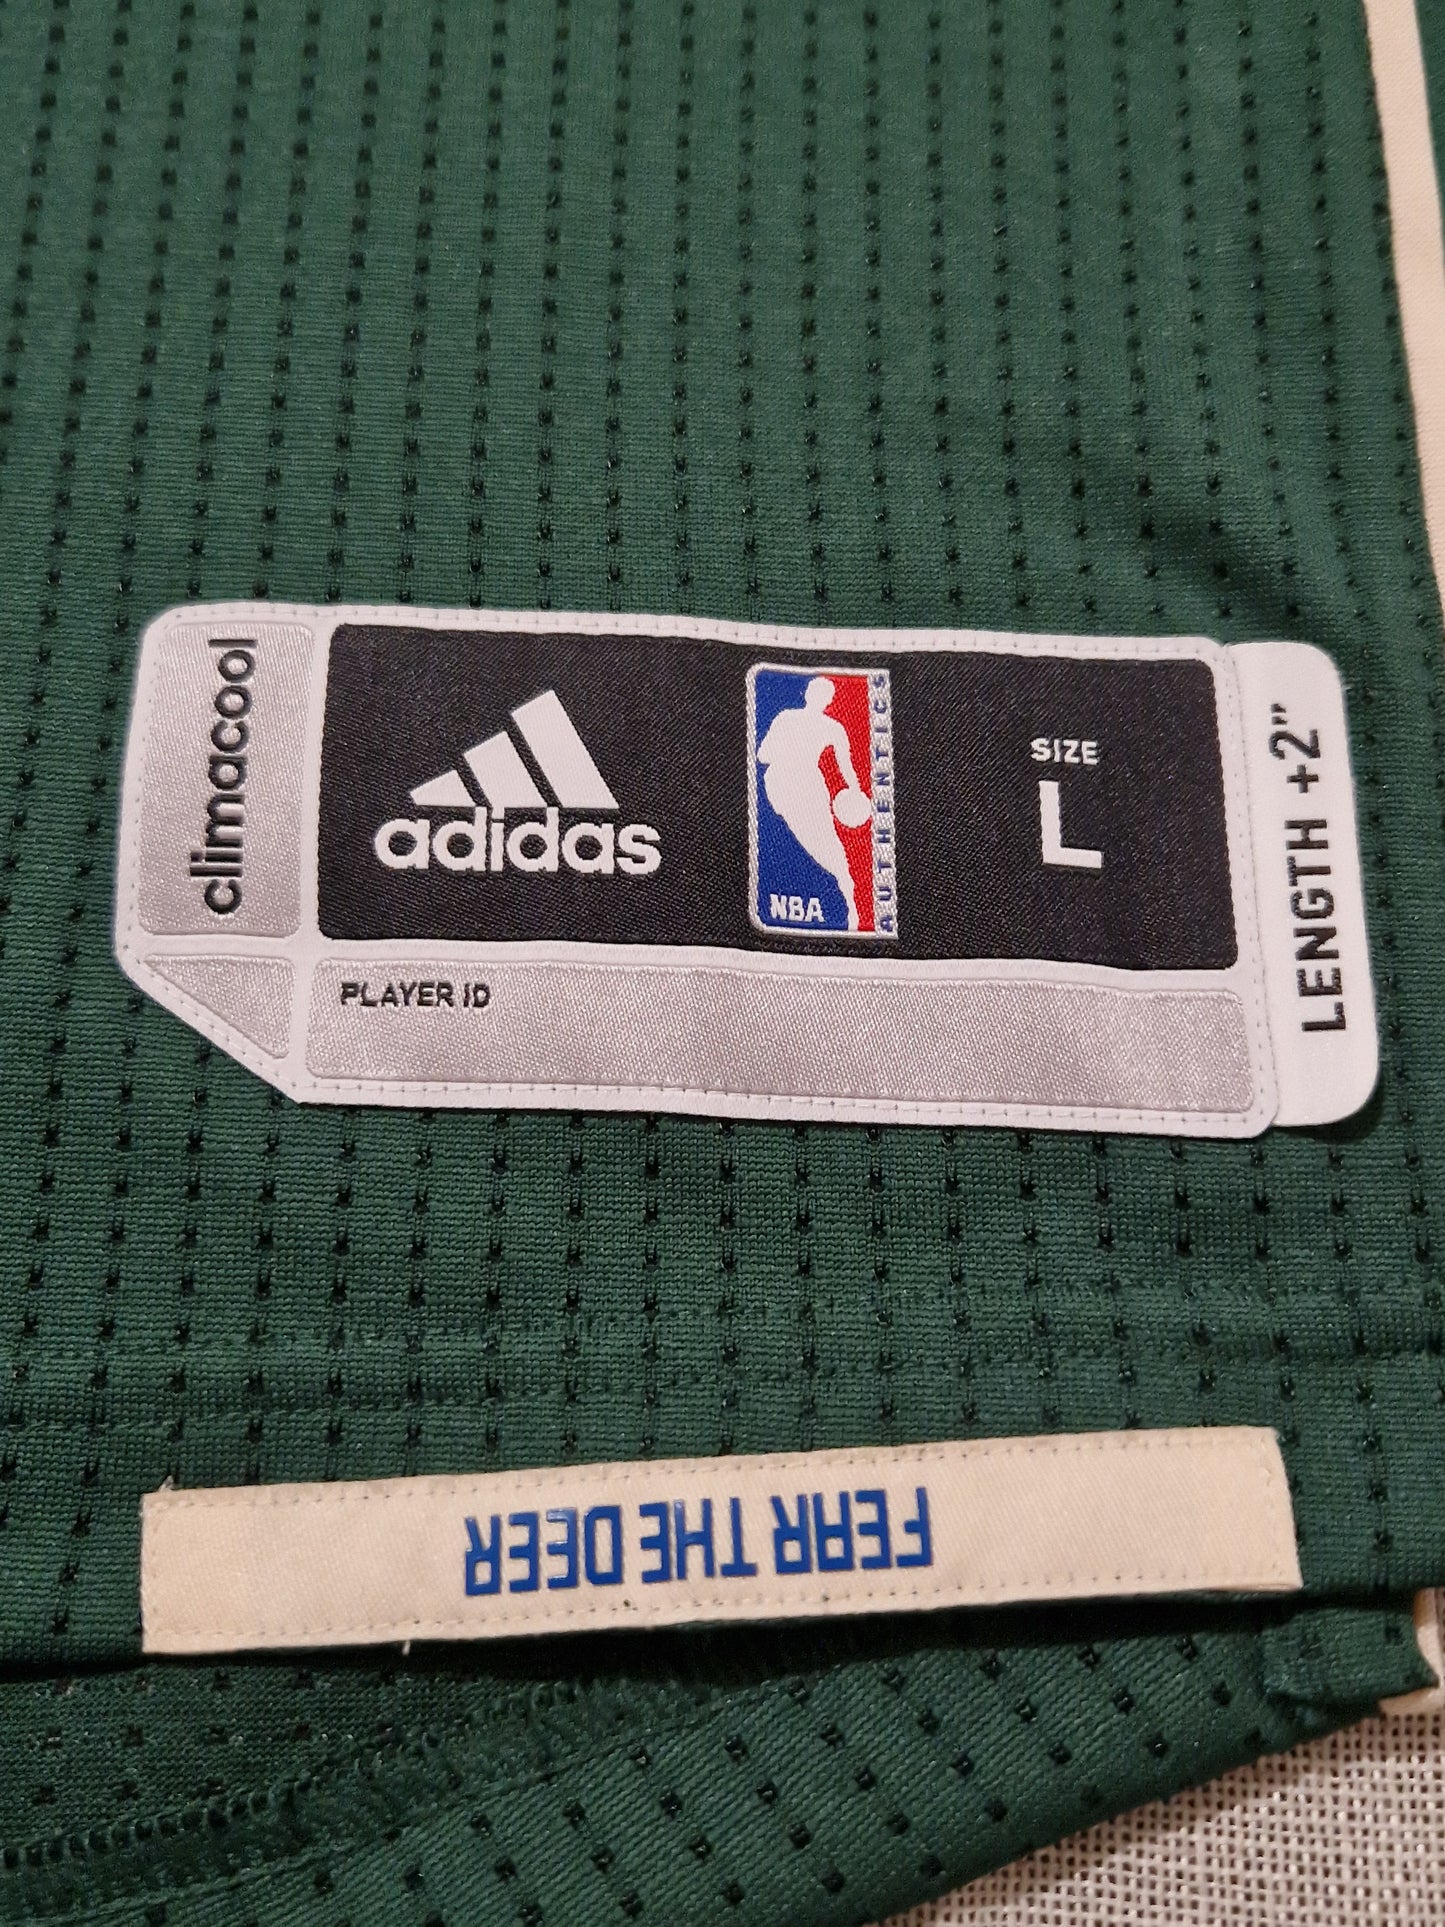 climacool
adidas
NBA
AUTHENTICS
SIZE
L
LENGTH +2"
PLAYER ID
FEAR THE DEER